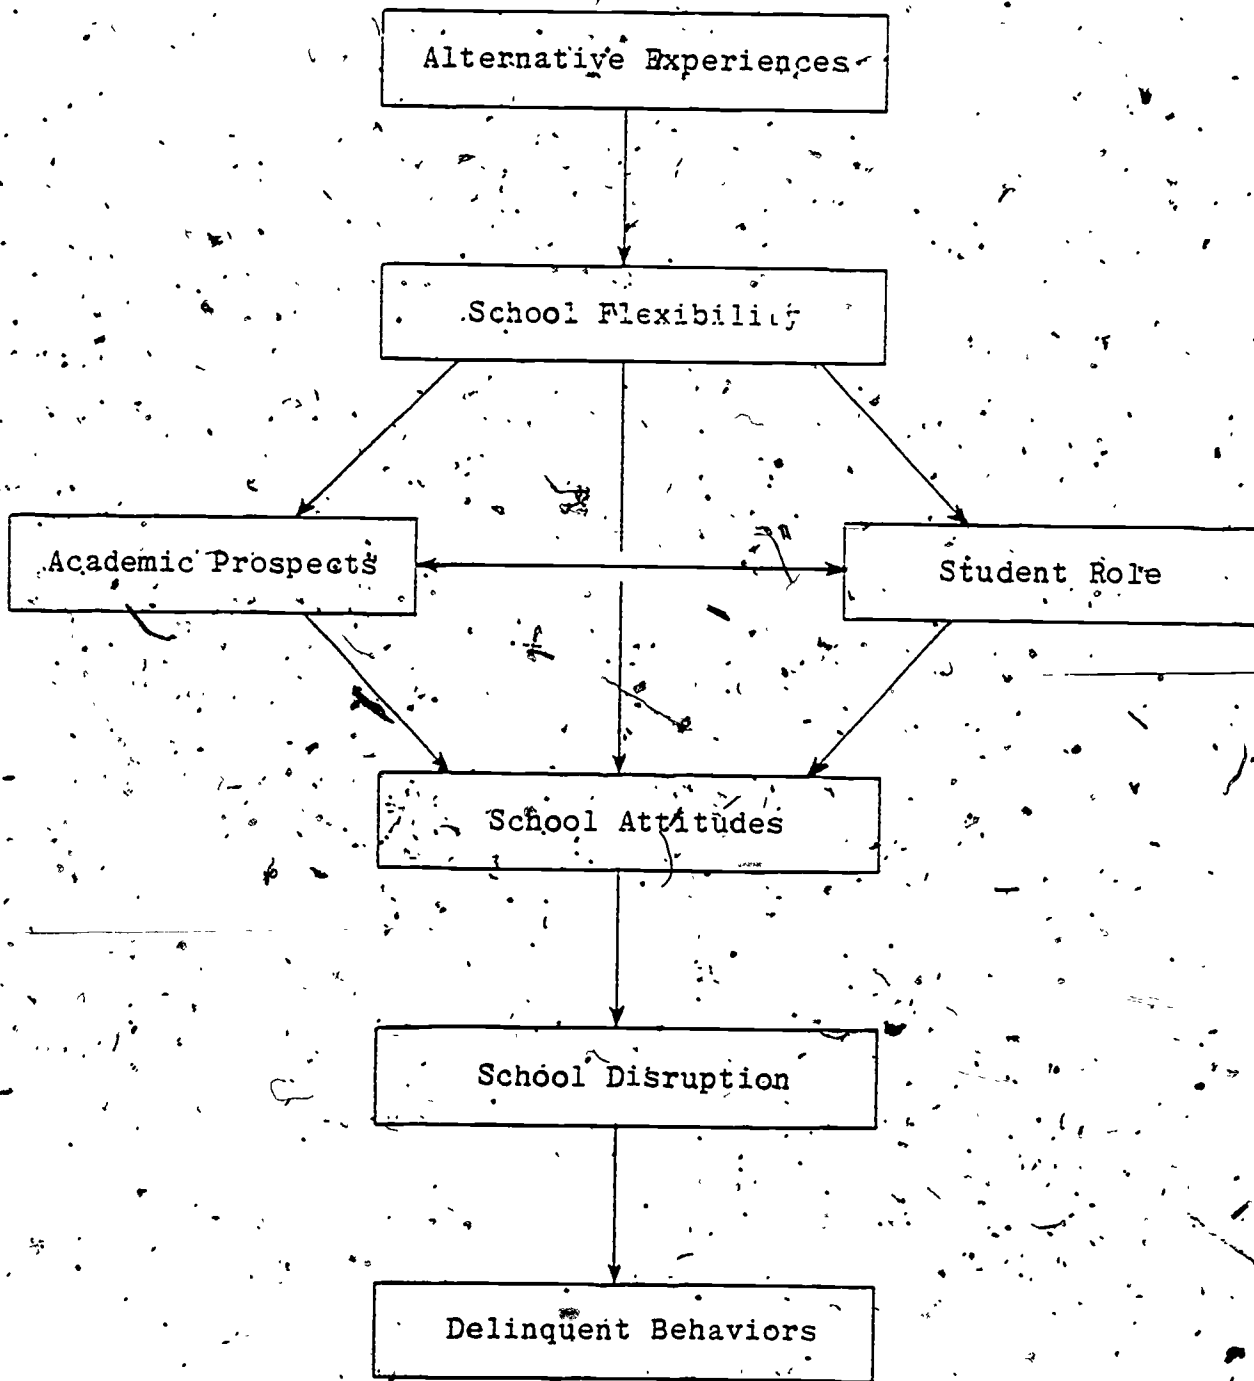 Alternative Experiences
School Flexibility
Academic Prospects
Student Role
School Attitudes
School Disruption
Delinquent Behaviors